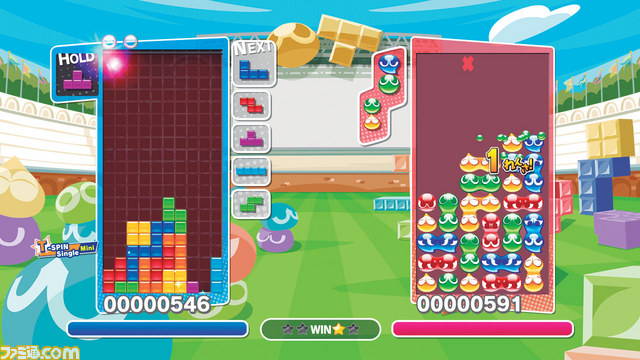 HOLD
NEXT
1れんさ!
T-SPIN
Single Mini
00000546
00000591
WIN
ファミ通.com